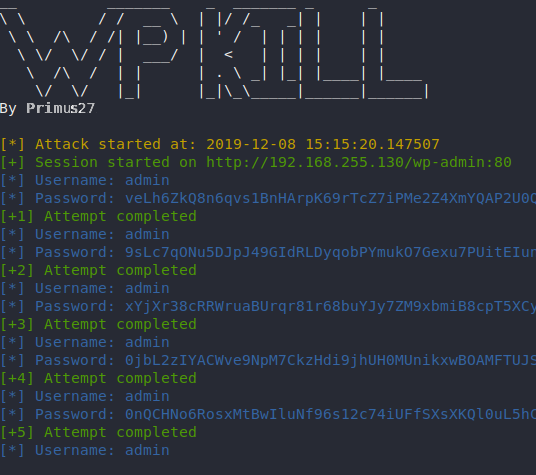 WPKILL
By Primus27
[*] Attack started at: 2019-12-08 15:15:20.147507
[+] Session started on http://192.168.255.130/wp-admin:80
[*] Username: admin
[*] Password: veLh6ZkQ8n6qvs1BnHArpK69rTcZ7iPMe2Z4XmYQAP2U0Q
[+1] Attempt completed
[*] Username: admin
[*] Password: 9sLc7qONu5DJpJ49GIdRLDyqobPYmukO7Gexu7PUitEIun
[+2] Attempt completed
[*] Username: admin
[*] Password: xYjXr38cRRWruaBUrqr81r68buYJy7ZM9xbmiB8cpT5XCy
[+3] Attempt completed
[*] Username: admin
[*] Password: 0jbL2zIYACWve9NpM7CkzHdi9jhUH0MUnikxwBOAMFTUJS
[+4] Attempt completed
[*] Username: admin
[*] Password: 0nQCHNo6RosxMtBwIluNf96s12c74iUFfSXsXKQl0uL5hC
[+5] Attempt completed
[*] Username: admin